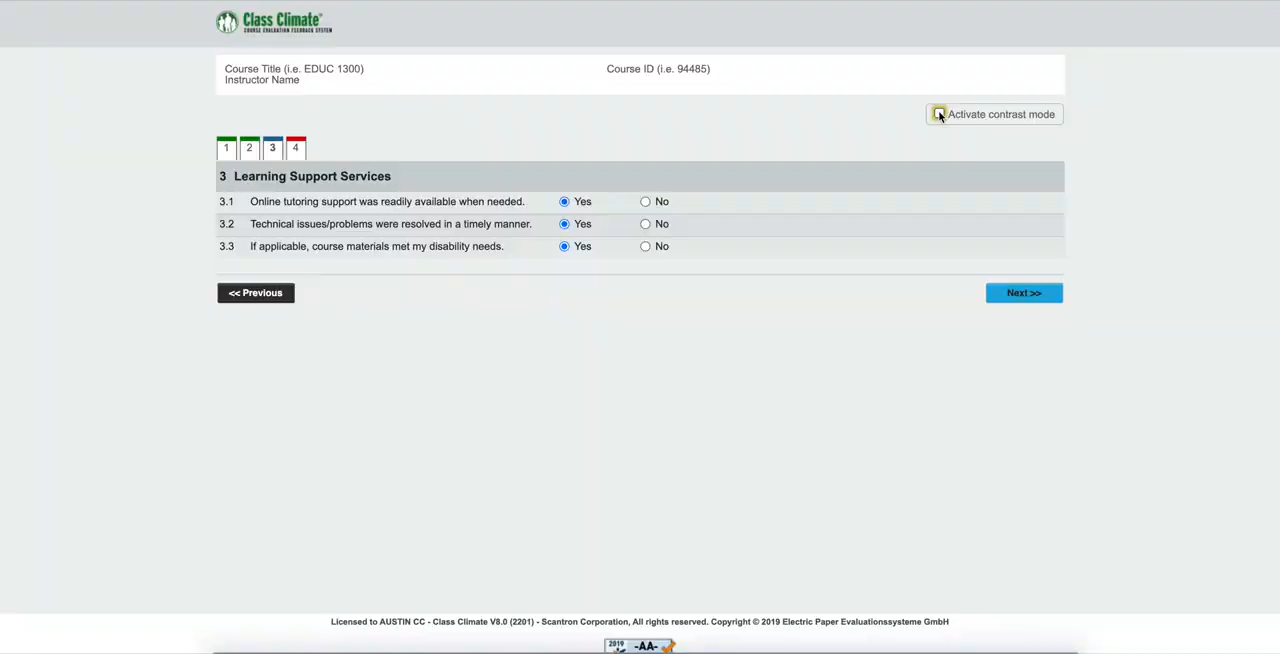 Class Climate
COURSE EVALUATION FEEDBACK SYSTEM
Course Title (i.e. EDUC 1300) Course ID (i.e. 94485)
Instructor Name
Activate contrast mode
1 2 3 4
3 Learning Support Services
3.1 Online tutoring support was readily available when needed. Yes No
3.2 Technical issues/problems were resolved in a timely manner. Yes No
3.3 If applicable, course materials met my disability needs. Yes No
<< Previous Next >>
Licensed to AUSTIN CC - Class Climate V8.0 (2201) - Scantron Corporation, All rights reserved. Copyright © 2019 Electric Paper Evaluationssysteme GmbH
2019 -AA-